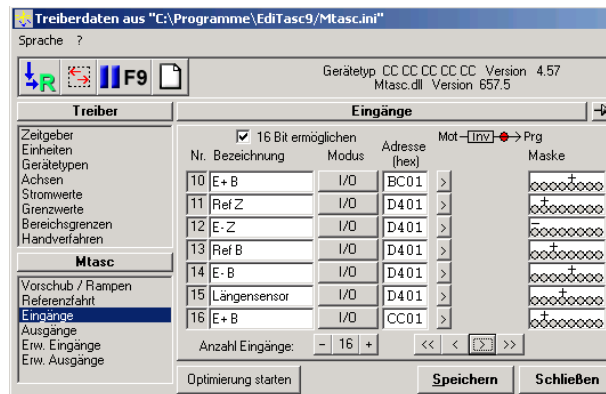 Treiberdaten aus "C:\Programme\EdiTasc9/Mtasc.ini"
Sprache ?
R F9 Gerätetyp CC CC CC CC CC Version 4.57
Mtasc.dll Version 657.5
Treiber
Zeitgeber
Einheiten
Gerätetypen
Achsen
Stromwerte
Grenzwerte
Bereichsgrenzen
Handverfahren
Mtasc
Vorschub / Rampen
Referenzfahrt
Eingänge
Ausgänge
Erw. Eingänge
Erw. Ausgänge
Eingänge
16 Bit ermöglichen Mot Inv Prg
Nr. Bezeichnung Modus Adresse (hex) Maske
10 E+B I/O BC01 >
11 Ref Z I/O D401 >
12 E-Z I/O D401 >
13 Ref B I/O D401 >
14 E-B I/O D401 >
15 Längensensor I/O D401 >
16 E+B I/O CC01 >
Anzahl Eingänge: - 16 + << < > >>
Optimierung starten Speichern Schließen